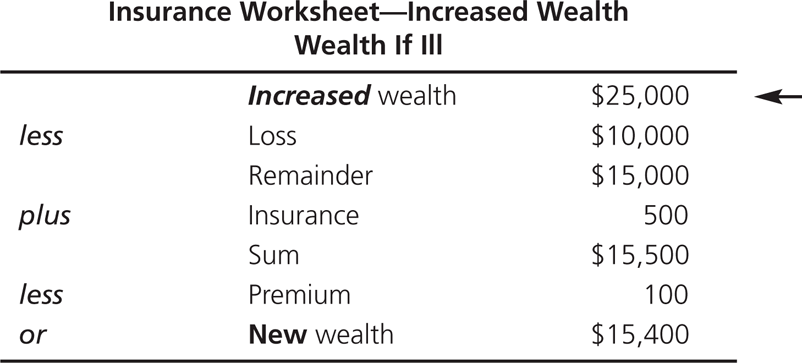 Insurance Worksheet—Increased Wealth
Wealth If Ill
Increased wealth $25,000
less Loss $10,000
Remainder $15,000
plus Insurance 500
Sum $15,500
less Premium 100
or New wealth $15,400